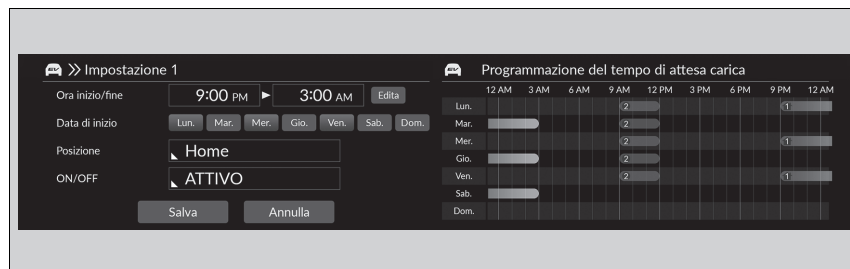 EV Impostazione 1
Ora inizio/fine 9:00 PM 3:00 AM Edita
Data di inizio Lun. Mar. Mer. Gio. Ven. Sab. Dom.
Posizione Home
ON/OFF ATTIVO
Salva Annulla
EV Programmazione del tempo di attesa carica
12 AM 3 AM 6 AM 9 AM 12 PM 3 PM 6 PM 9 PM 12 AM
Lun. 2 1
Mar. 2
Mer. 2 1
Gio. 2
Ven. 2 1
Sab.
Dom.